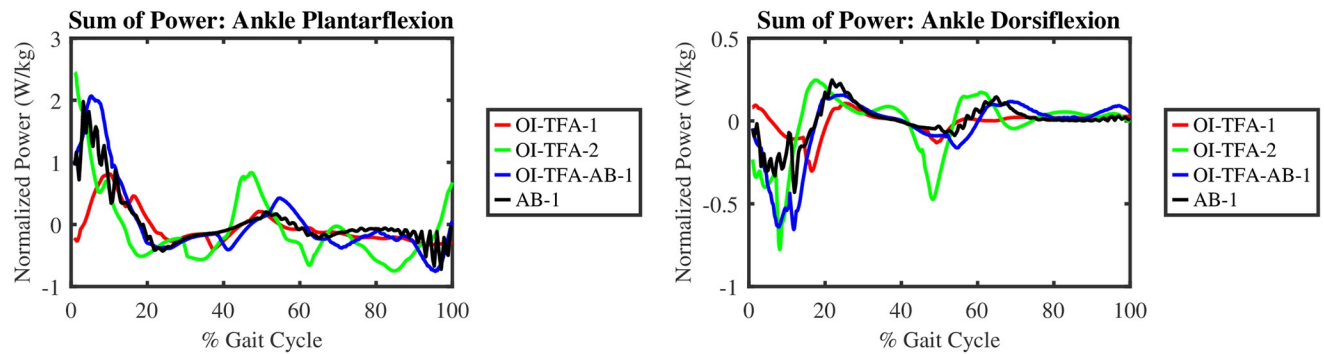 Sum of Power: Ankle Plantarflexion
Normalized Power (W/kg)
3
2
1
0
-1
0 20 40 60 80 100
% Gait Cycle
OI-TFA-1
OI-TFA-2
OI-TFA-AB-1
AB-1
Sum of Power: Ankle Dorsiflexion
Normalized Power (W/kg)
0.5
0
-0.5
-1
0 20 40 60 80 100
% Gait Cycle
OI-TFA-1
OI-TFA-2
OI-TFA-AB-1
AB-1